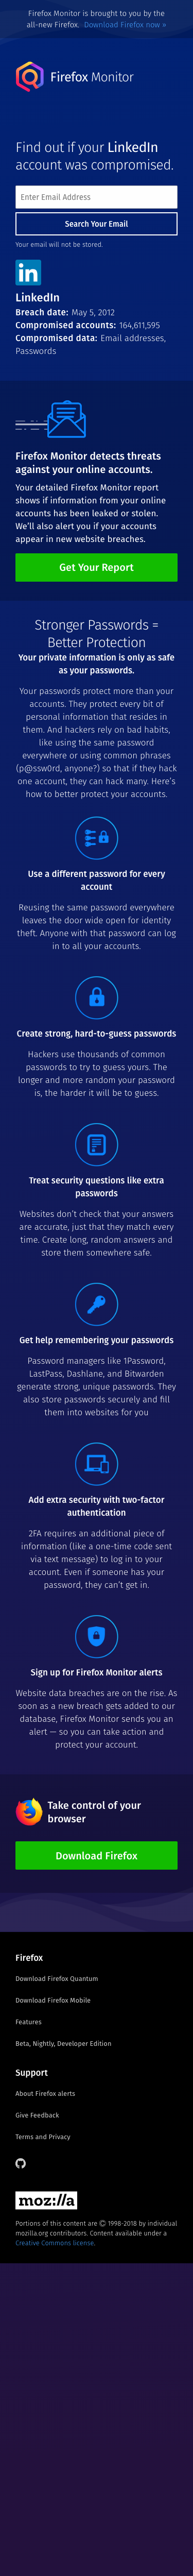 Firefox Monitor is brought to you by the
all-new Firefox. Download Firefox now »
Firefox Monitor
Find out if your LinkedIn
account was compromised.
Enter Email Address
Search Your Email
Your email will not be stored.
in
LinkedIn
Breach date: May 5, 2012
Compromised accounts: 164,611,595
Compromised data: Email addresses,
Passwords
Firefox Monitor detects threats
against your online accounts.
Your detailed Firefox Monitor report
shows if information from your online
accounts has been leaked or stolen.
We'll also alert you if your accounts
appear in new website breaches.
Get Your Report
Stronger Passwords =
Better Protection
Your private information is only as safe
as your passwords.
Your passwords protect more than your
accounts. They protect every bit of
personal information that resides in
them. And hackers rely on bad habits,
like using the same password
everywhere or using common phrases
(p@ssw0rd, anyone?) so that if they hack
one account, they can hack many. Here's
how to better protect your accounts.
Use a different password for every
account
Reusing the same password everywhere
leaves the door wide open for identity
theft. Anyone with that password can log
in to all your accounts.
Create strong, hard-to-guess passwords
Hackers use thousands of common
passwords to try to guess yours. The
longer and more random your password
is, the harder it will be to guess.
Treat security questions like extra
passwords
Websites don't check that your answers
are accurate, just that they match every
time. Create long, random answers and
store them somewhere safe.
Get help remembering your passwords
Password managers like 1Password,
LastPass, Dashlane, and Bitwarden
generate strong, unique passwords. They
also store passwords securely and fill
them into websites for you
Add extra security with two-factor
authentication
2FA requires an additional piece of
information (like a one-time code sent
via text message) to log in to your
account. Even if someone has your
password, they can't get in.
Sign up for Firefox Monitor alerts
Website data breaches are on the rise. As
soon as a new breach gets added to our
database, Firefox Monitor sends you an
alert — so you can take action and
protect your account.
Take control of your
browser
Download Firefox
Firefox
Download Firefox Quantum
Download Firefox Mobile
Features
Beta, Nightly, Developer Edition
Support
About Firefox alerts
Give Feedback
Terms and Privacy
moz://a
Portions of this content are © 1998-2018 by individual
mozilla.org contributors. Content available under a
Creative Commons license.